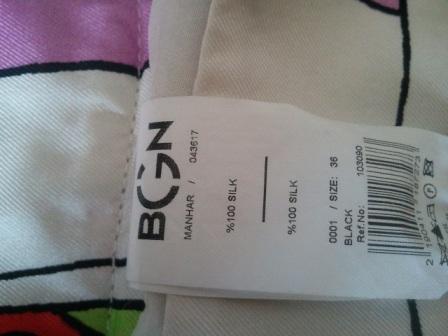 BGN
MANHAR / 043617
%100 SILK
%100 SILK
0001 / SIZE: 36
BLACK
Ref.No: 103090